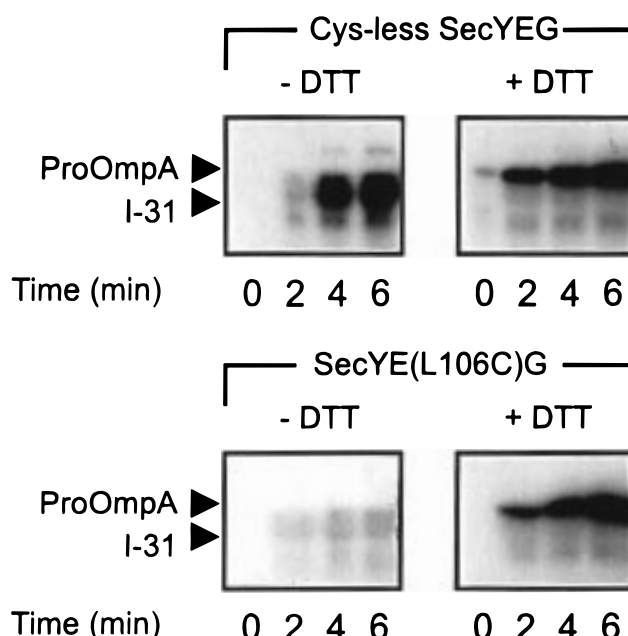 Cys-less SecYEG
- DTT + DTT
ProOmpA
I-31
Time (min) 0 2 4 6 0 2 4 6
SecYE(L106C)G
- DTT + DTT
ProOmpA
I-31
Time (min) 0 2 4 6 0 2 4 6